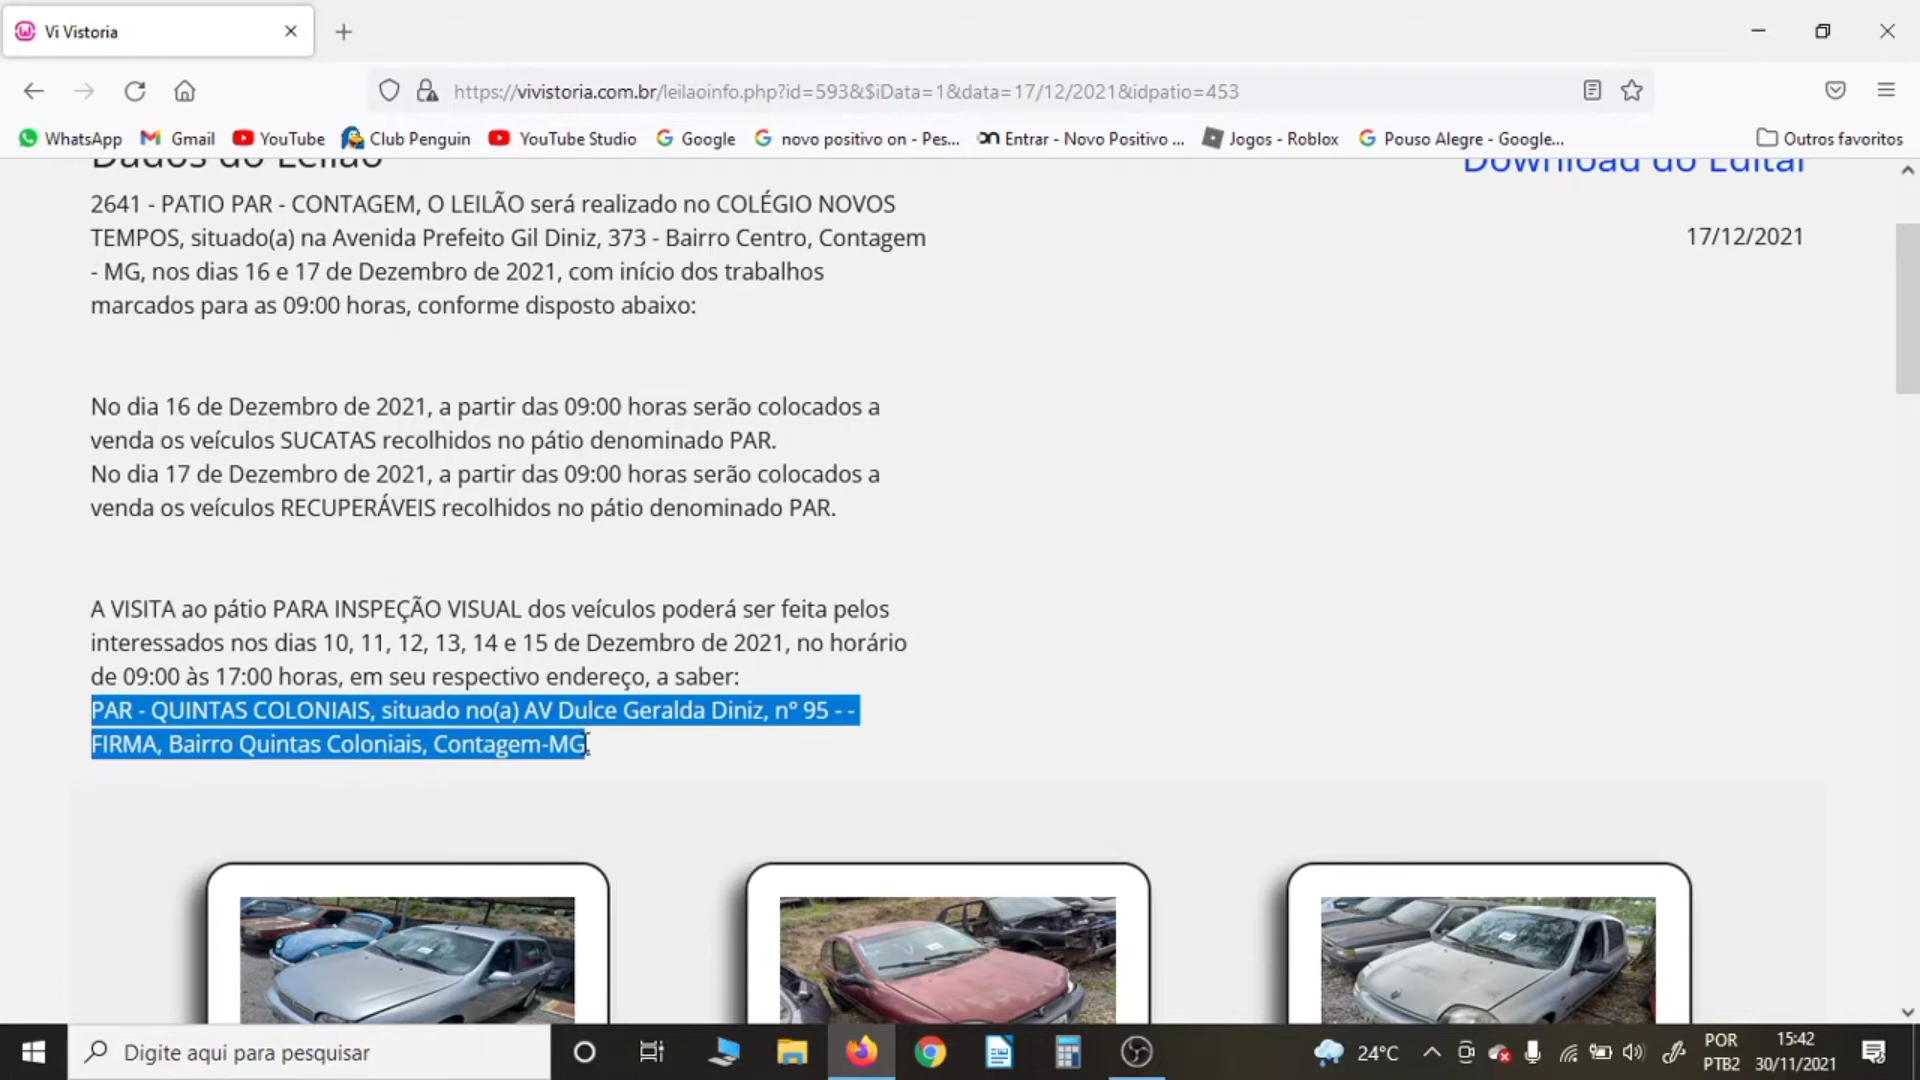 Vi Vistoria
https://vivistoria.com.br/leilaoinfo.php?id=593&$iData=1&data=17/12/2021&idpatio=453
WhatsApp Gmail YouTube Club Penguin YouTube Studio Google novo positivo on - Pes... Entrar - Novo Positivo ... Jogos - Roblox Pouso Alegre - Google... Outros favoritos
Dados do Leilão
Download do Edital
2641 - PATIO PAR - CONTAGEM, O LEILÃO será realizado no COLÉGIO NOVOS
TEMPOS, situado(a) na Avenida Prefeito Gil Diniz, 373 - Bairro Centro, Contagem
- MG, nos dias 16 e 17 de Dezembro de 2021, com início dos trabalhos
marcados para as 09:00 horas, conforme disposto abaixo:
17/12/2021
No dia 16 de Dezembro de 2021, a partir das 09:00 horas serão colocados a
venda os veículos SUCATAS recolhidos no pátio denominado PAR.
No dia 17 de Dezembro de 2021, a partir das 09:00 horas serão colocados a
venda os veículos RECUPERÁVEIS recolhidos no pátio denominado PAR.
A VISITA ao pátio PARA INSPEÇÃO VISUAL dos veículos poderá ser feita pelos
interessados nos dias 10, 11, 12, 13, 14 e 15 de Dezembro de 2021, no horário
de 09:00 às 17:00 horas, em seu respectivo endereço, a saber:
PAR - QUINTAS COLONIAIS, situado no(a) AV Dulce Geralda Diniz, nº 95 - -
FIRMA, Bairro Quintas Coloniais, Contagem-MG.
Digite aqui para pesquisar
24°C
POR
PTB2
15:42
30/11/2021